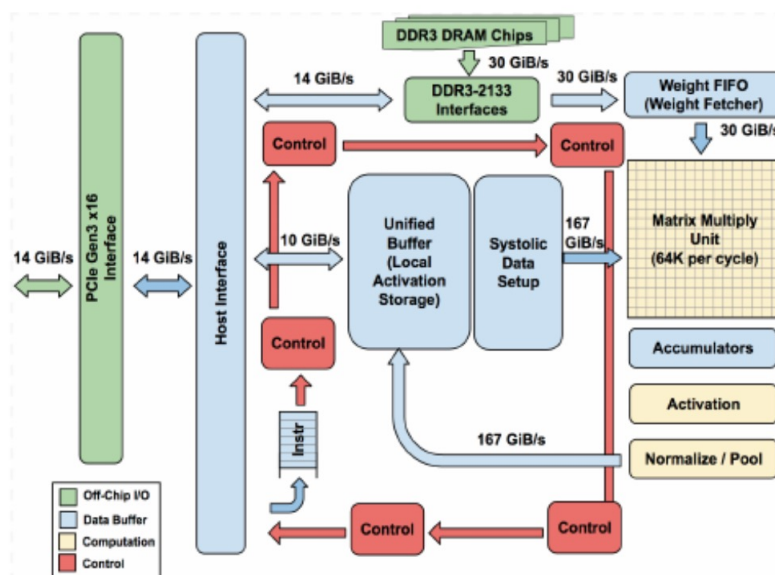 DDR3 DRAM Chips
30 GiB/s
14 GiB/s
DDR3-2133
Interfaces
30 GiB/s
Weight FIFO
(Weight Fetcher)
30 GiB/s
Control
Control
PCIe Gen3 x16
Interface
14 GiB/s
14 GiB/s
Host Interface
10 GiB/s
Unified
Buffer
(Local
Activation
Storage)
Systolic
Data
Setup
167
GiB/s
Matrix Multiply
Unit
(64K per cycle)
Control
Accumulators
Activation
Instr
167 GiB/s
Normalize / Pool
Control
Control
Off-Chip I/O
Data Buffer
Computation
Control